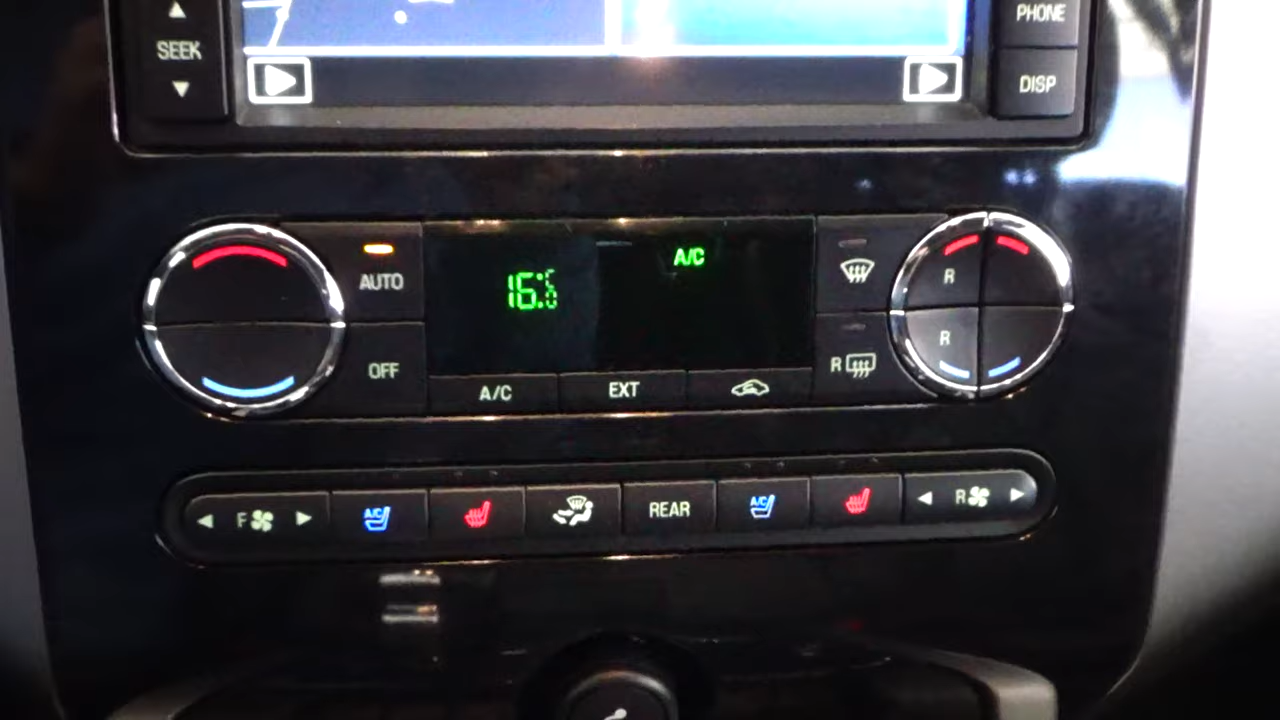 SEEK
PHONE
DISP
AUTO
OFF
A/C
A/C
EXT
R
R
R
F
A/C
REAR
A/C
R